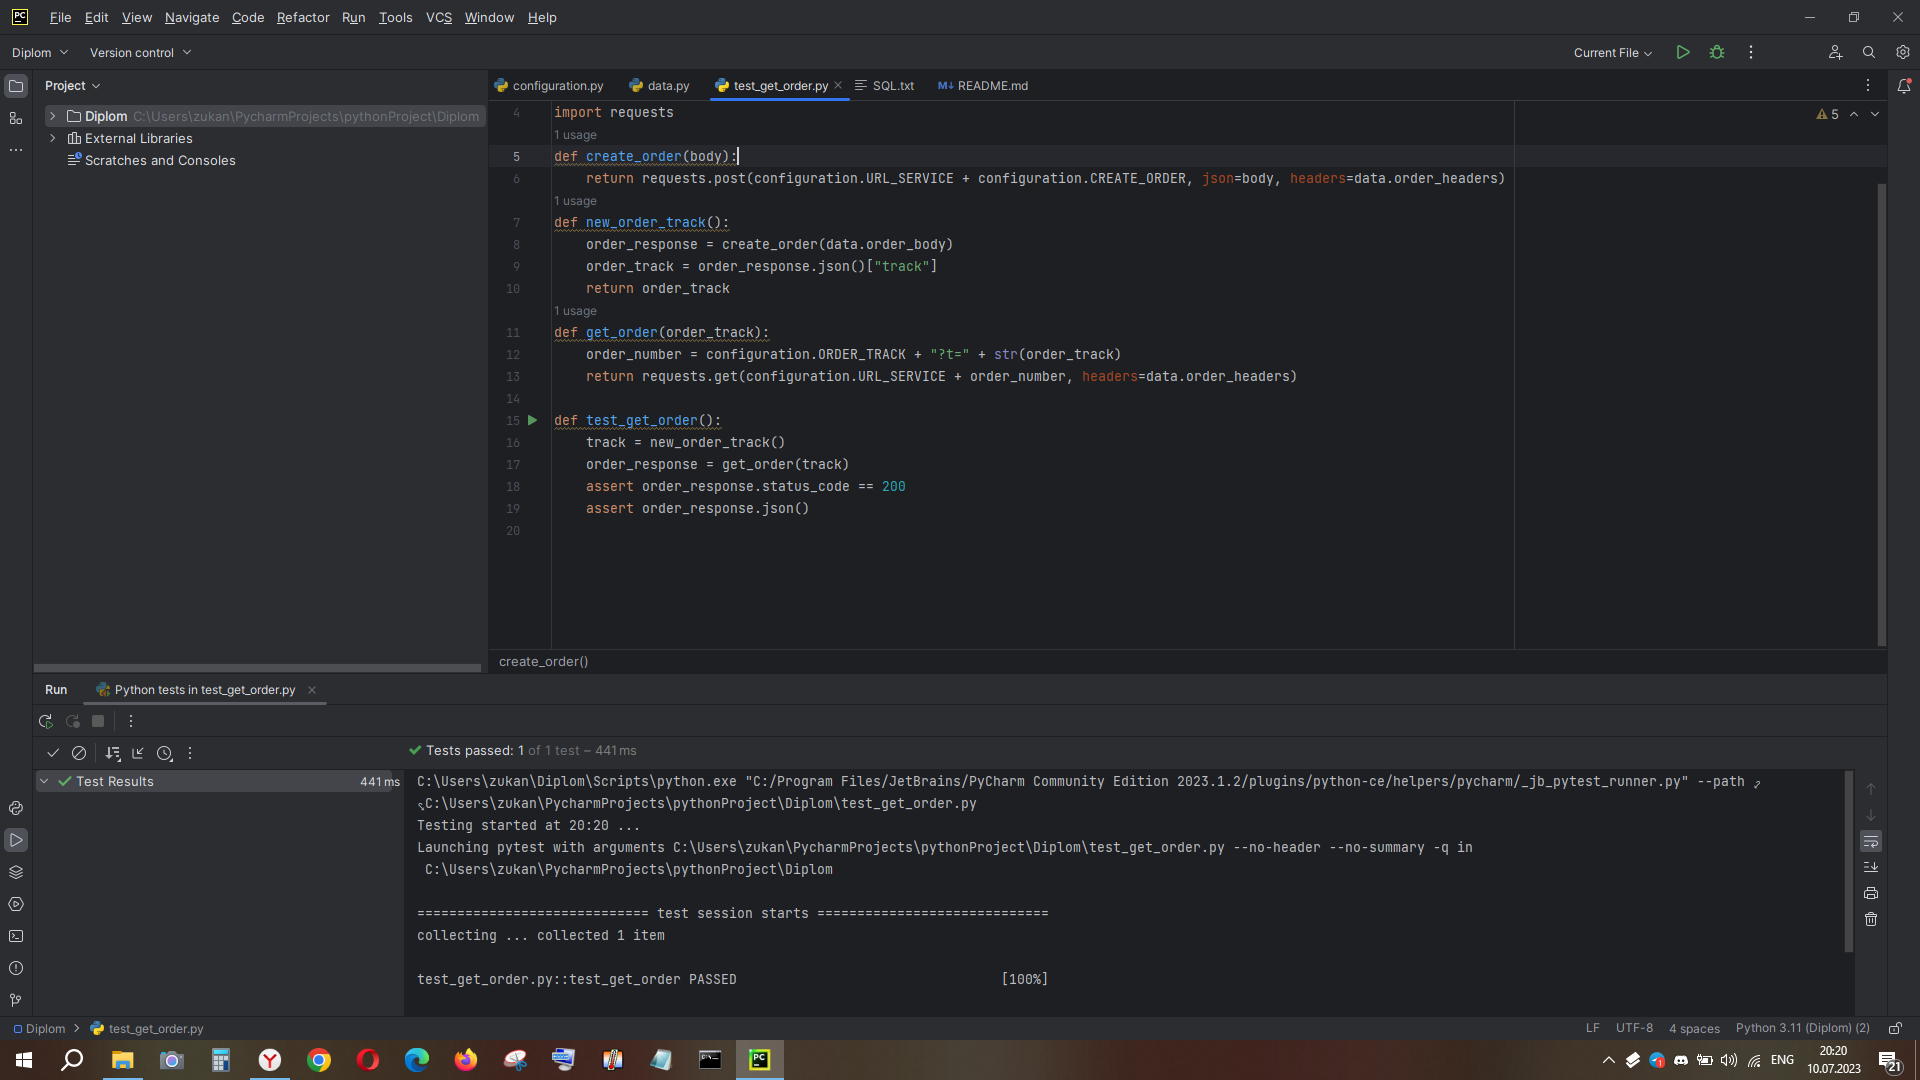 PC File Edit View Navigate Code Refactor Run Tools VCS Window Help
Diplom Version control Current File
Project
configuration.py data.py test_get_order.py SQL.txt M↓ README.md
Diplom C:\Users\zukan\PycharmProjects\pythonProject\Diplom
External Libraries
Scratches and Consoles
5
4 import requests
1 usage
5 def create_order(body):
6 return requests.post(configuration.URL_SERVICE + configuration.CREATE_ORDER, json=body, headers=data.order_headers)
1 usage
7 def new_order_track():
8 order_response = create_order(data.order_body)
9 order_track = order_response.json()["track"]
10 return order_track
1 usage
11 def get_order(order_track):
12 order_number = configuration.ORDER_TRACK + "?t=" + str(order_track)
13 return requests.get(configuration.URL_SERVICE + order_number, headers=data.order_headers)
14
15 def test_get_order():
16 track = new_order_track()
17 order_response = get_order(track)
18 assert order_response.status_code == 200
19 assert order_response.json()
20
create_order()
Run Python tests in test_get_order.py
Tests passed: 1 of 1 test – 441 ms
Test Results 441 ms
C:\Users\zukan\Diplom\Scripts\python.exe "C:/Program Files/JetBrains/PyCharm Community Edition 2023.1.2/plugins/python-ce/helpers/pycharm/_jb_pytest_runner.py" --path
C:\Users\zukan\PycharmProjects\pythonProject\Diplom\test_get_order.py
Testing started at 20:20 ...
Launching pytest with arguments C:\Users\zukan\PycharmProjects\pythonProject\Diplom\test_get_order.py --no-header --no-summary -q in
C:\Users\zukan\PycharmProjects\pythonProject\Diplom
============================= test session starts =============================
collecting ... collected 1 item
test_get_order.py::test_get_order PASSED [100%]
Diplom test_get_order.py LF UTF-8 4 spaces Python 3.11 (Diplom) (2)
PC ENG 20:20
10.07.2023
21